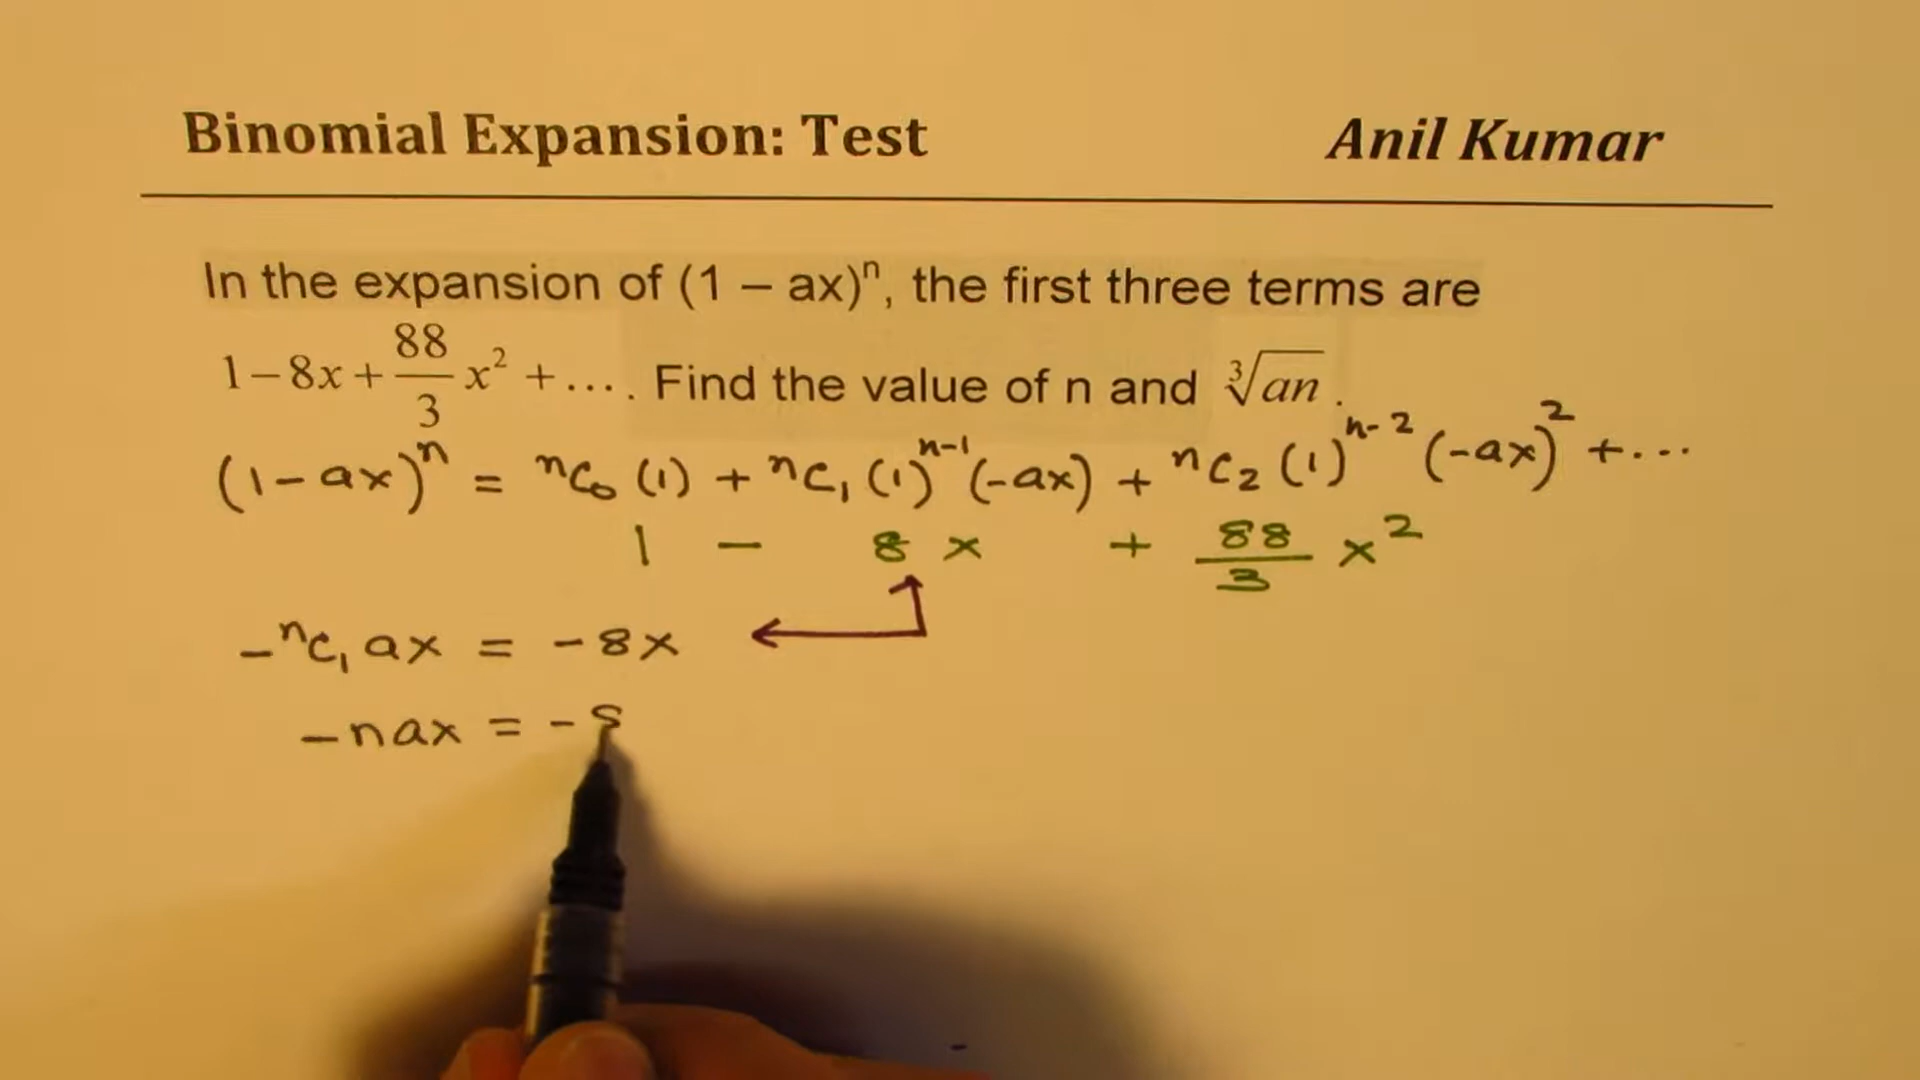 Binomial Expansion: Test Anil Kumar
In the expansion of (1 – ax)ⁿ, the first three terms are
1−8x+88/3 x² +.... Find the value of n and ∛an .
(1-ax)ⁿ = ⁿC₀ (1) + ⁿC₁ (1)ⁿ⁻¹ (-ax) + ⁿC₂ (1)ⁿ⁻² (-ax)² +...
1 - 8x + 88/3 x²
-ⁿC₁ ax = -8x
-nax = -8